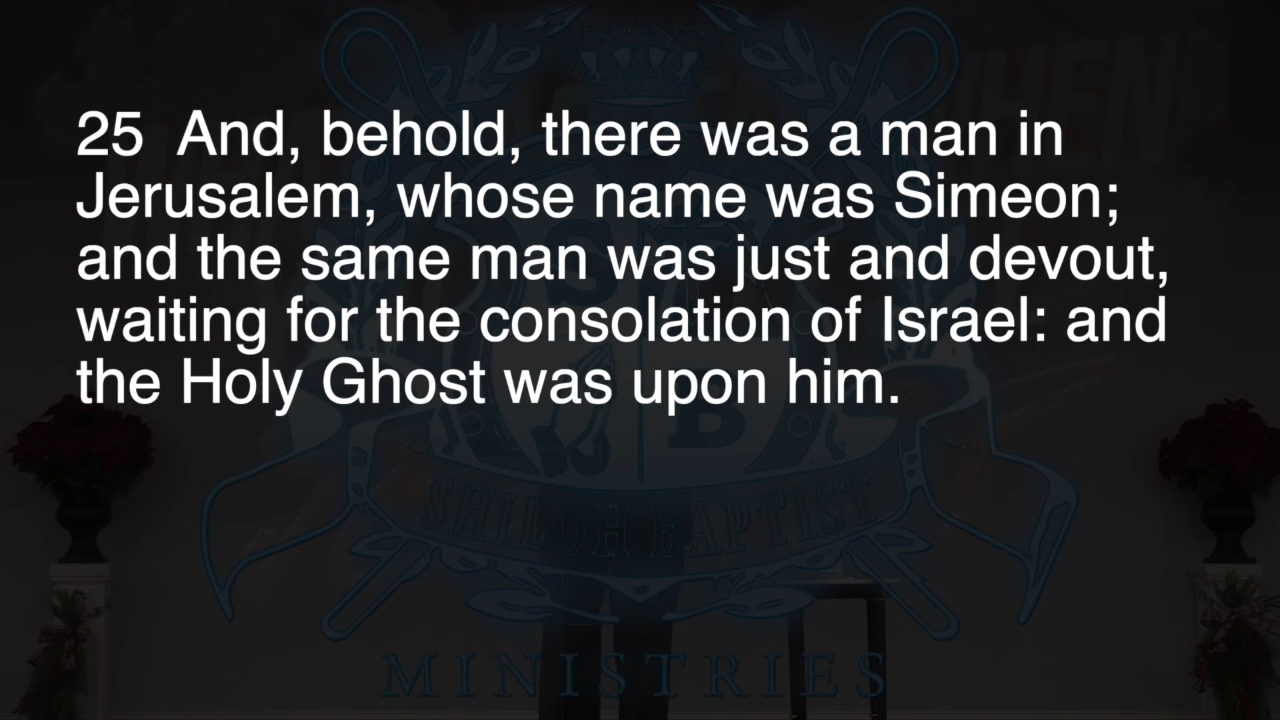 25 And, behold, there was a man in
Jerusalem, whose name was Simeon;
and the same man was just and devout,
waiting for the consolation of Israel: and
the Holy Ghost was upon him.
S
B
SHILOH BAPTIST
MINISTRIES